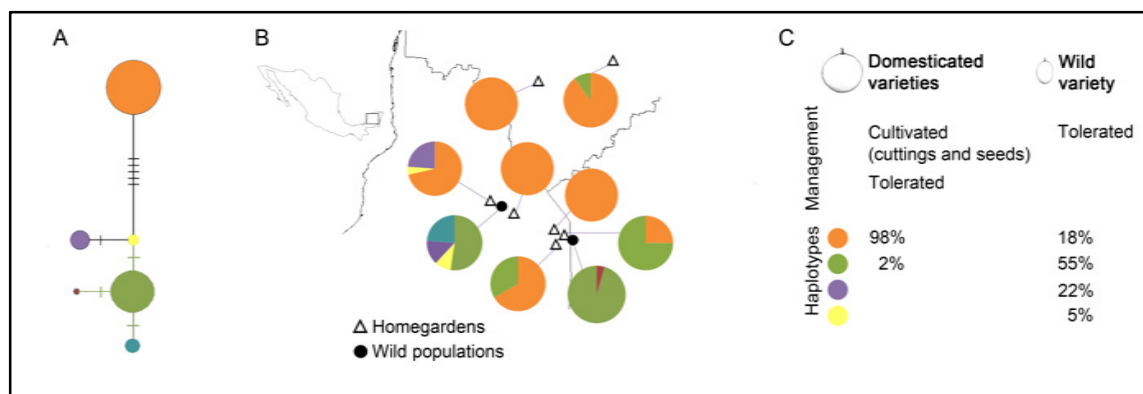 A
B
C
Domesticated
varieties
Wild
variety
Management
Cultivated
(cuttings and seeds)
Tolerated
Tolerated
Haplotypes
98%
18%
2%
55%
22%
5%
Homegardens
Wild populations